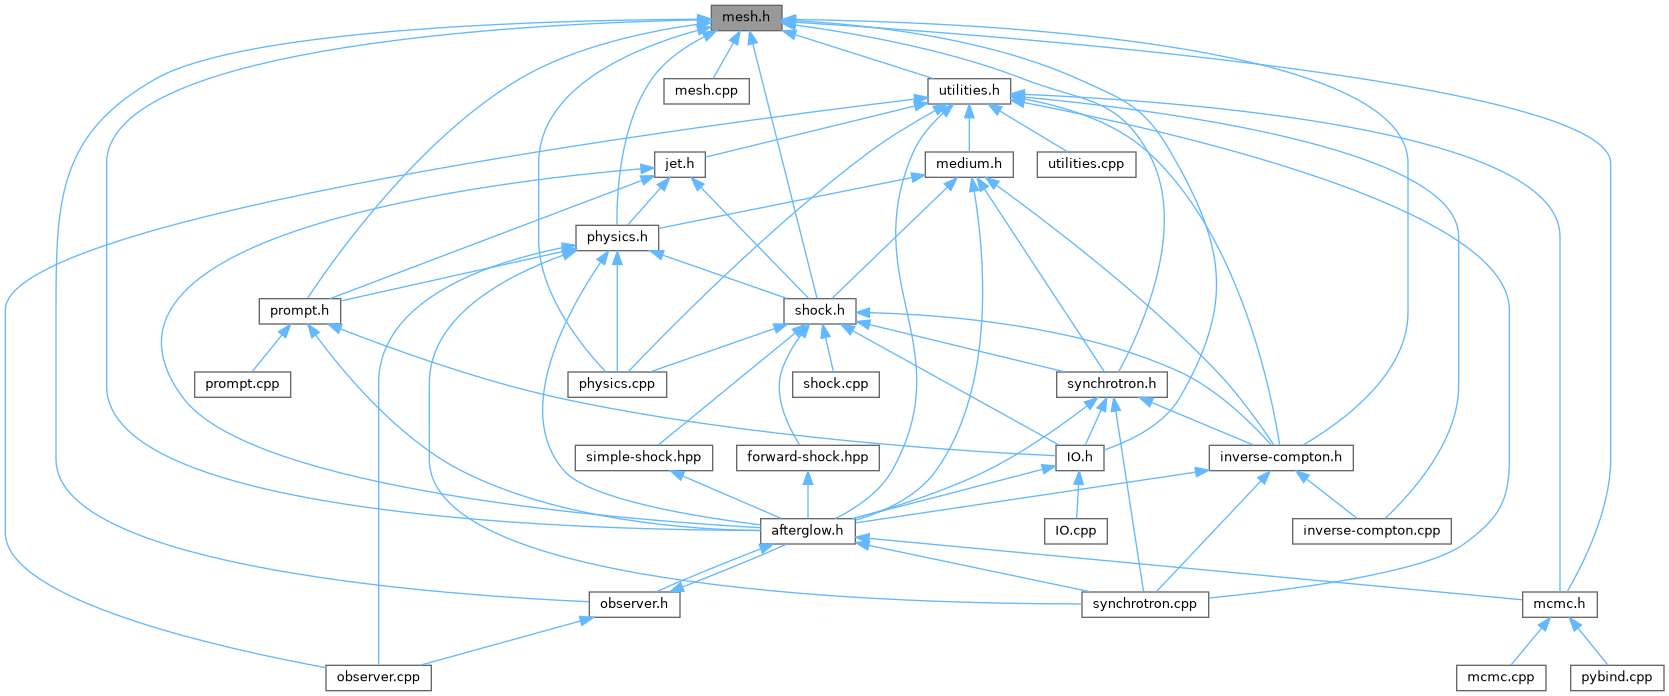 mesh.h
mesh.cpp
utilities.h
jet.h
medium.h
utilities.cpp
physics.h
prompt.h
shock.h
prompt.cpp
physics.cpp
shock.cpp
synchrotron.h
simple-shock.hpp
forward-shock.hpp
IO.h
inverse-compton.h
afterglow.h
IO.cpp
inverse-compton.cpp
observer.h
synchrotron.cpp
mcmc.h
observer.cpp
mcmc.cpp
pybind.cpp